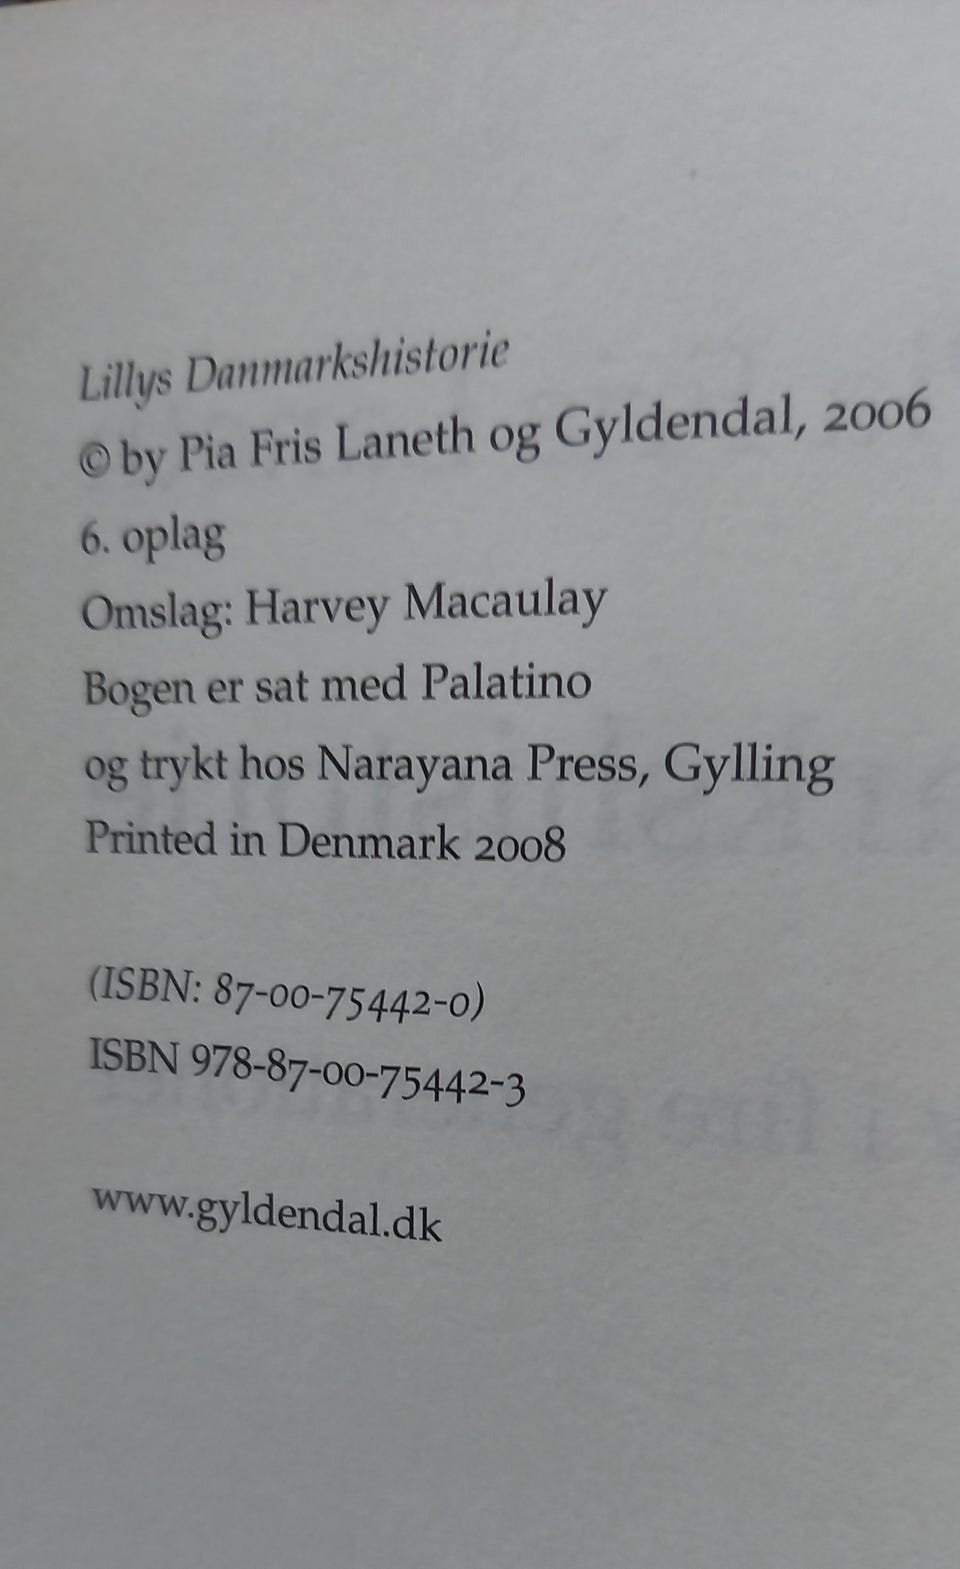 Lillys Danmarkshistorie
© by Pia Fris Laneth og Gyldendal, 2006
6. oplag
Omslag: Harvey Macaulay
Bogen er sat med Palatino
og trykt hos Narayana Press, Gylling
Printed in Denmark 2008
(ISBN: 87-00-75442-0)
ISBN 978-87-00-75442-3
www.gyldendal.dk